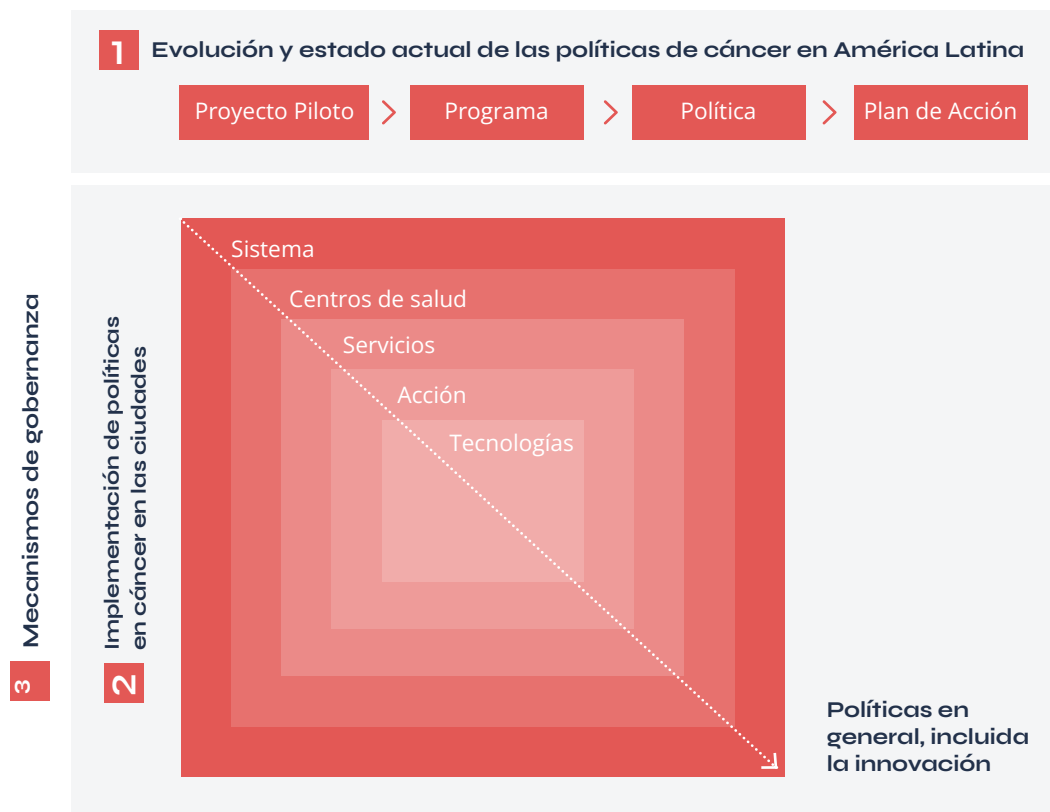 1 Evolución y estado actual de las políticas de cáncer en América Latina
Proyecto Piloto > Programa > Política > Plan de Acción
3 Mecanismos de gobernanza
2 Implementación de políticas
en cáncer en las ciudades
Sistema
Centros de salud
Servicios
Acción
Tecnologías
Políticas en
general, incluida
la innovación